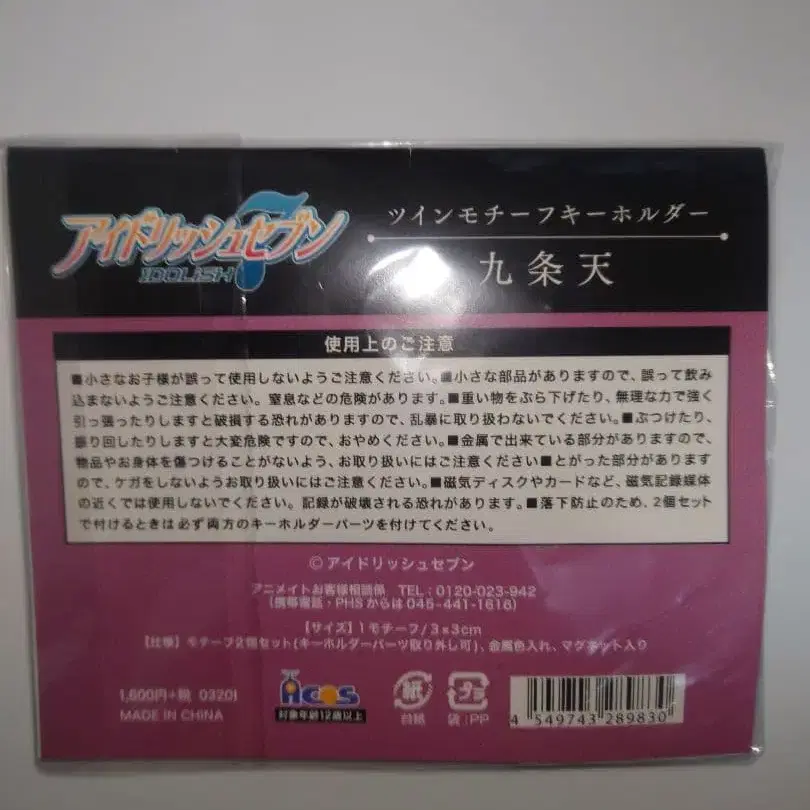 アイドリッシュセブン
IDOLiSH
7
ツインモチーフキーホルダー
九条天
使用上のご注意
■小さなお子様が誤って使用しないようご注意ください。■小さな部品がありますので、誤って飲み
込まないようご注意ください。窒息などの危険があります。■重い物をぶら下げたり、無理な力で強く
引っ張ったりしますと破損する恐れがありますので、乱暴に取り扱わないでください。■ぶつけたり、
振り回したりしますと大変危険ですので、おやめください。■金属で出来ている部分がありますので、
物品やお身体を傷つけることがないよう、お取り扱いにはご注意ください■とがった部分があります
ので、ケガをしないようお取り扱いにはご注意ください。■磁気ディスクやカードなど、磁気記録媒体
の近くでは使用しないでください。記録が破壊される恐れがあります。■落下防止のため、2個セット
で付けるときは必ず両方のキーホルダーパーツを付けてください。
©アイドリッシュセブン
アニメイトお客様相談係 TEL:0120-023-942
(携帯電話・PHSからは045-441-1616)
【サイズ】1モチーフ/3×3cm
【仕様】モチーフ2個セット(キーホルダーパーツ取り外し可)、金属色入れ、マグネット入り
1,600円+税 0320I
MADE IN CHINA
ACOS
対象年齢12歳以上
紙
台紙
プラ
袋:PP
4 549743 289830